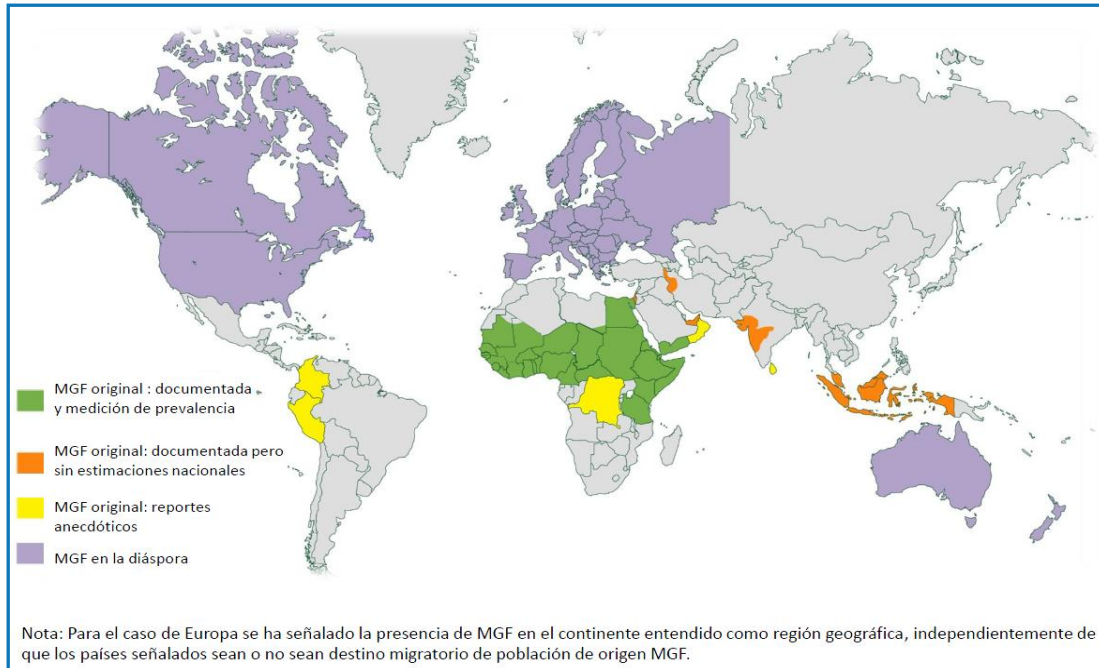 MGF original : documentada
y medición de prevalencia
MGF original: documentada pero
sin estimaciones nacionales
MGF original: reportes
anecdóticos
MGF en la diáspora
Nota: Para el caso de Europa se ha señalado la presencia de MGF en el continente entendido como región geográfica, independientemente de
que los países señalados sean o no sean destino migratorio de población de origen MGF.